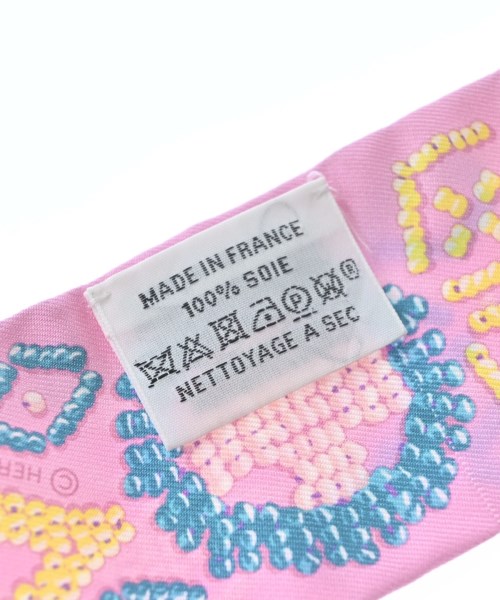 MADE IN FRANCE
100% SOIE
P ®
NETTOYAGE A SEC
© HER